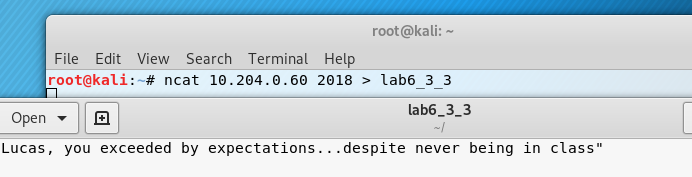 root@kali: ~
File Edit View Search Terminal Help
root@kali:~# ncat 10.204.0.60 2018 > lab6_3_3
Open
lab6_3_3
~/
Lucas, you exceeded by expectations...despite never being in class"